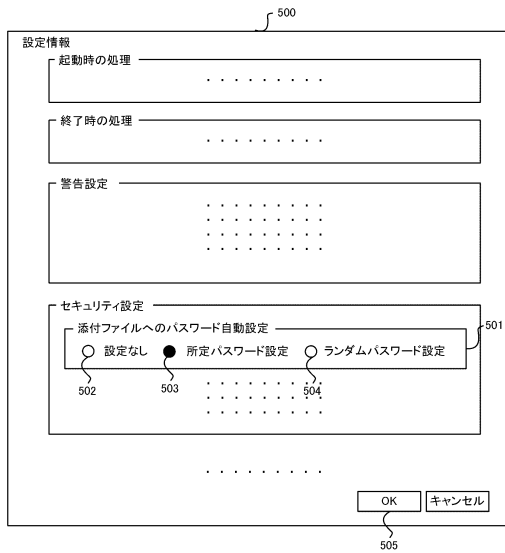 500
設定情報
起動時の処理
. . . . . . . . .
終了時の処理
. . . . . . . . .
警告設定
. . . . . . . . .
. . . . . . . . .
. . . . . . . . .
. . . . . . . . .
セキュリティ設定
添付ファイルへのパスワード自動設定
501
設定なし 所定パスワード設定 ランダムパスワード設定
502 503 504
. . . . . . . . .
. . . . . . . . .
. . . . . . . . .
. . . . . . . . .
OK キャンセル
505